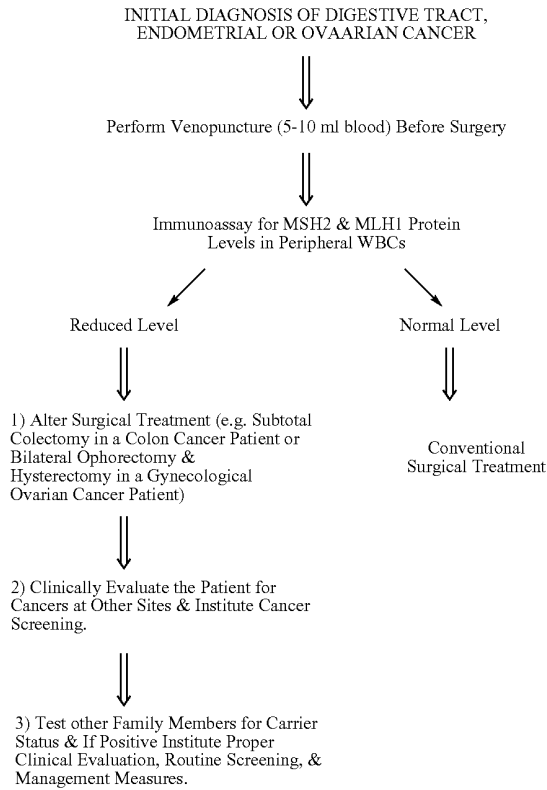 INITIAL DIAGNOSIS OF DIGESTIVE TRACT,
ENDOMETRIAL OR OVAARIAN CANCER
Perform Venopuncture (5-10 ml blood) Before Surgery
Immunoassay for MSH2 & MLH1 Protein
Levels in Peripheral WBCs
Reduced Level
Normal Level
1) Alter Surgical Treatment (e.g. Subtotal
Colectomy in a Colon Cancer Patient or
Bilateral Ophorectomy &
Hysterectomy in a Gynecological
Ovarian Cancer Patient)
Conventional
Surgical Treatment
2) Clinically Evaluate the Patient for
Cancers at Other Sites & Institute Cancer
Screening.
3) Test other Family Members for Carrier
Status & If Positive Institute Proper
Clinical Evaluation, Routine Screening, &
Management Measures.